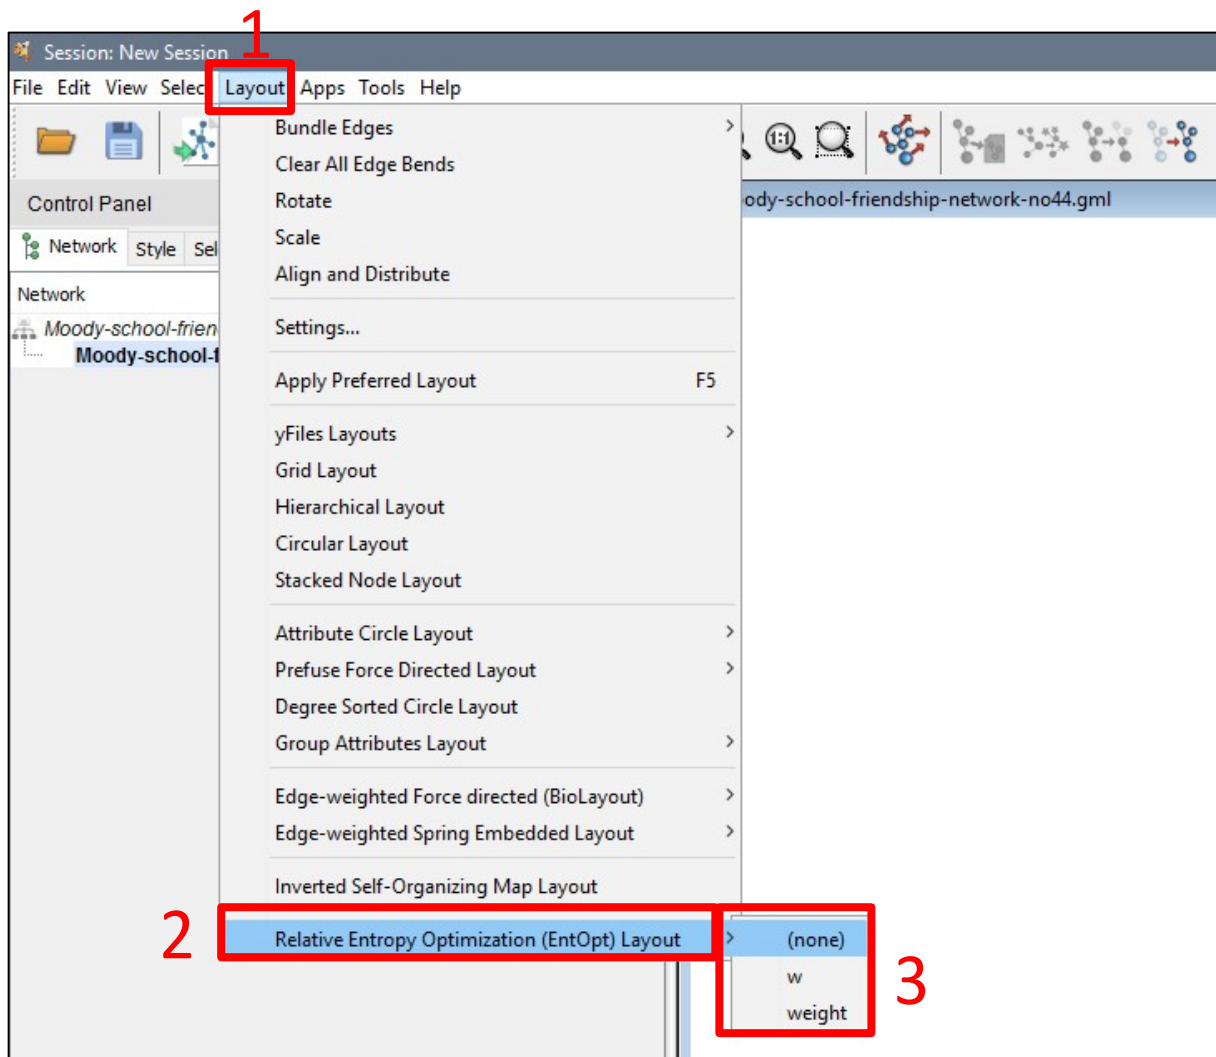 1
Session: New Session
File Edit View Selec Layout Apps Tools Help
Bundle Edges
Clear All Edge Bends
Rotate
Scale
Align and Distribute
Settings...
Apply Preferred Layout F5
yFiles Layouts
Grid Layout
Hierarchical Layout
Circular Layout
Stacked Node Layout
Attribute Circle Layout
Prefuse Force Directed Layout
Degree Sorted Circle Layout
Group Attributes Layout
Edge-weighted Force directed (BioLayout)
Edge-weighted Spring Embedded Layout
Inverted Self-Organizing Map Layout
2
Relative Entropy Optimization (EntOpt) Layout
(none)
w
weight
3
1:1
Control Panel
Network Style Sel
Network
Moody-school-frien
Moody-school-f
ody-school-friendship-network-no44.gml